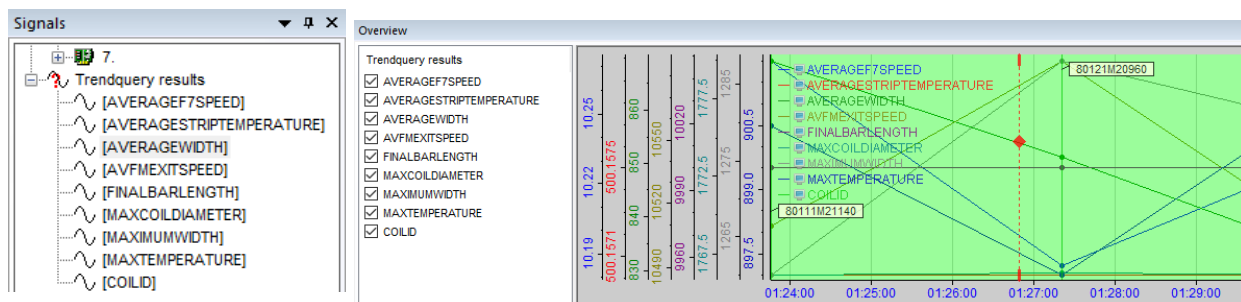 Signals
7.
Trendquery results
[AVERAGEF7SPEED]
[AVERAGESTRIPTEMPERATURE]
[AVERAGEWIDTH]
[AVFMEXITSPEED]
[FINALBARLENGTH]
[MAXCOILDIAMETER]
[MAXIMUMWIDTH]
[MAXTEMPERATURE]
[COILID]
Overview
Trendquery results
AVERAGEF7SPEED
AVERAGESTRIPTEMPERATURE
AVERAGEWIDTH
AVFMEXITSPEED
FINALBARLENGTH
MAXCOILDIAMETER
MAXIMUMWIDTH
MAXTEMPERATURE
COILID
10.25
10.22
10.19
500.1575
500.1571
860
850
840
830
10550
10520
10490
10020
9990
9960
1777.5
1772.5
1767.5
1285
1275
1265
900.5
899.0
897.5
AVERAGEF7SPEED
AVERAGESTRIPTEMPERATURE
AVERAGEWIDTH
AVFMEXITSPEED
FINALBARLENGTH
MAXCOILDIAMETER
MAXIMUMWIDTH
MAXTEMPERATURE
COILID
80121M20960
80111M21140
01:24:00
01:25:00
01:26:00
01:27:00
01:28:00
01:29:00